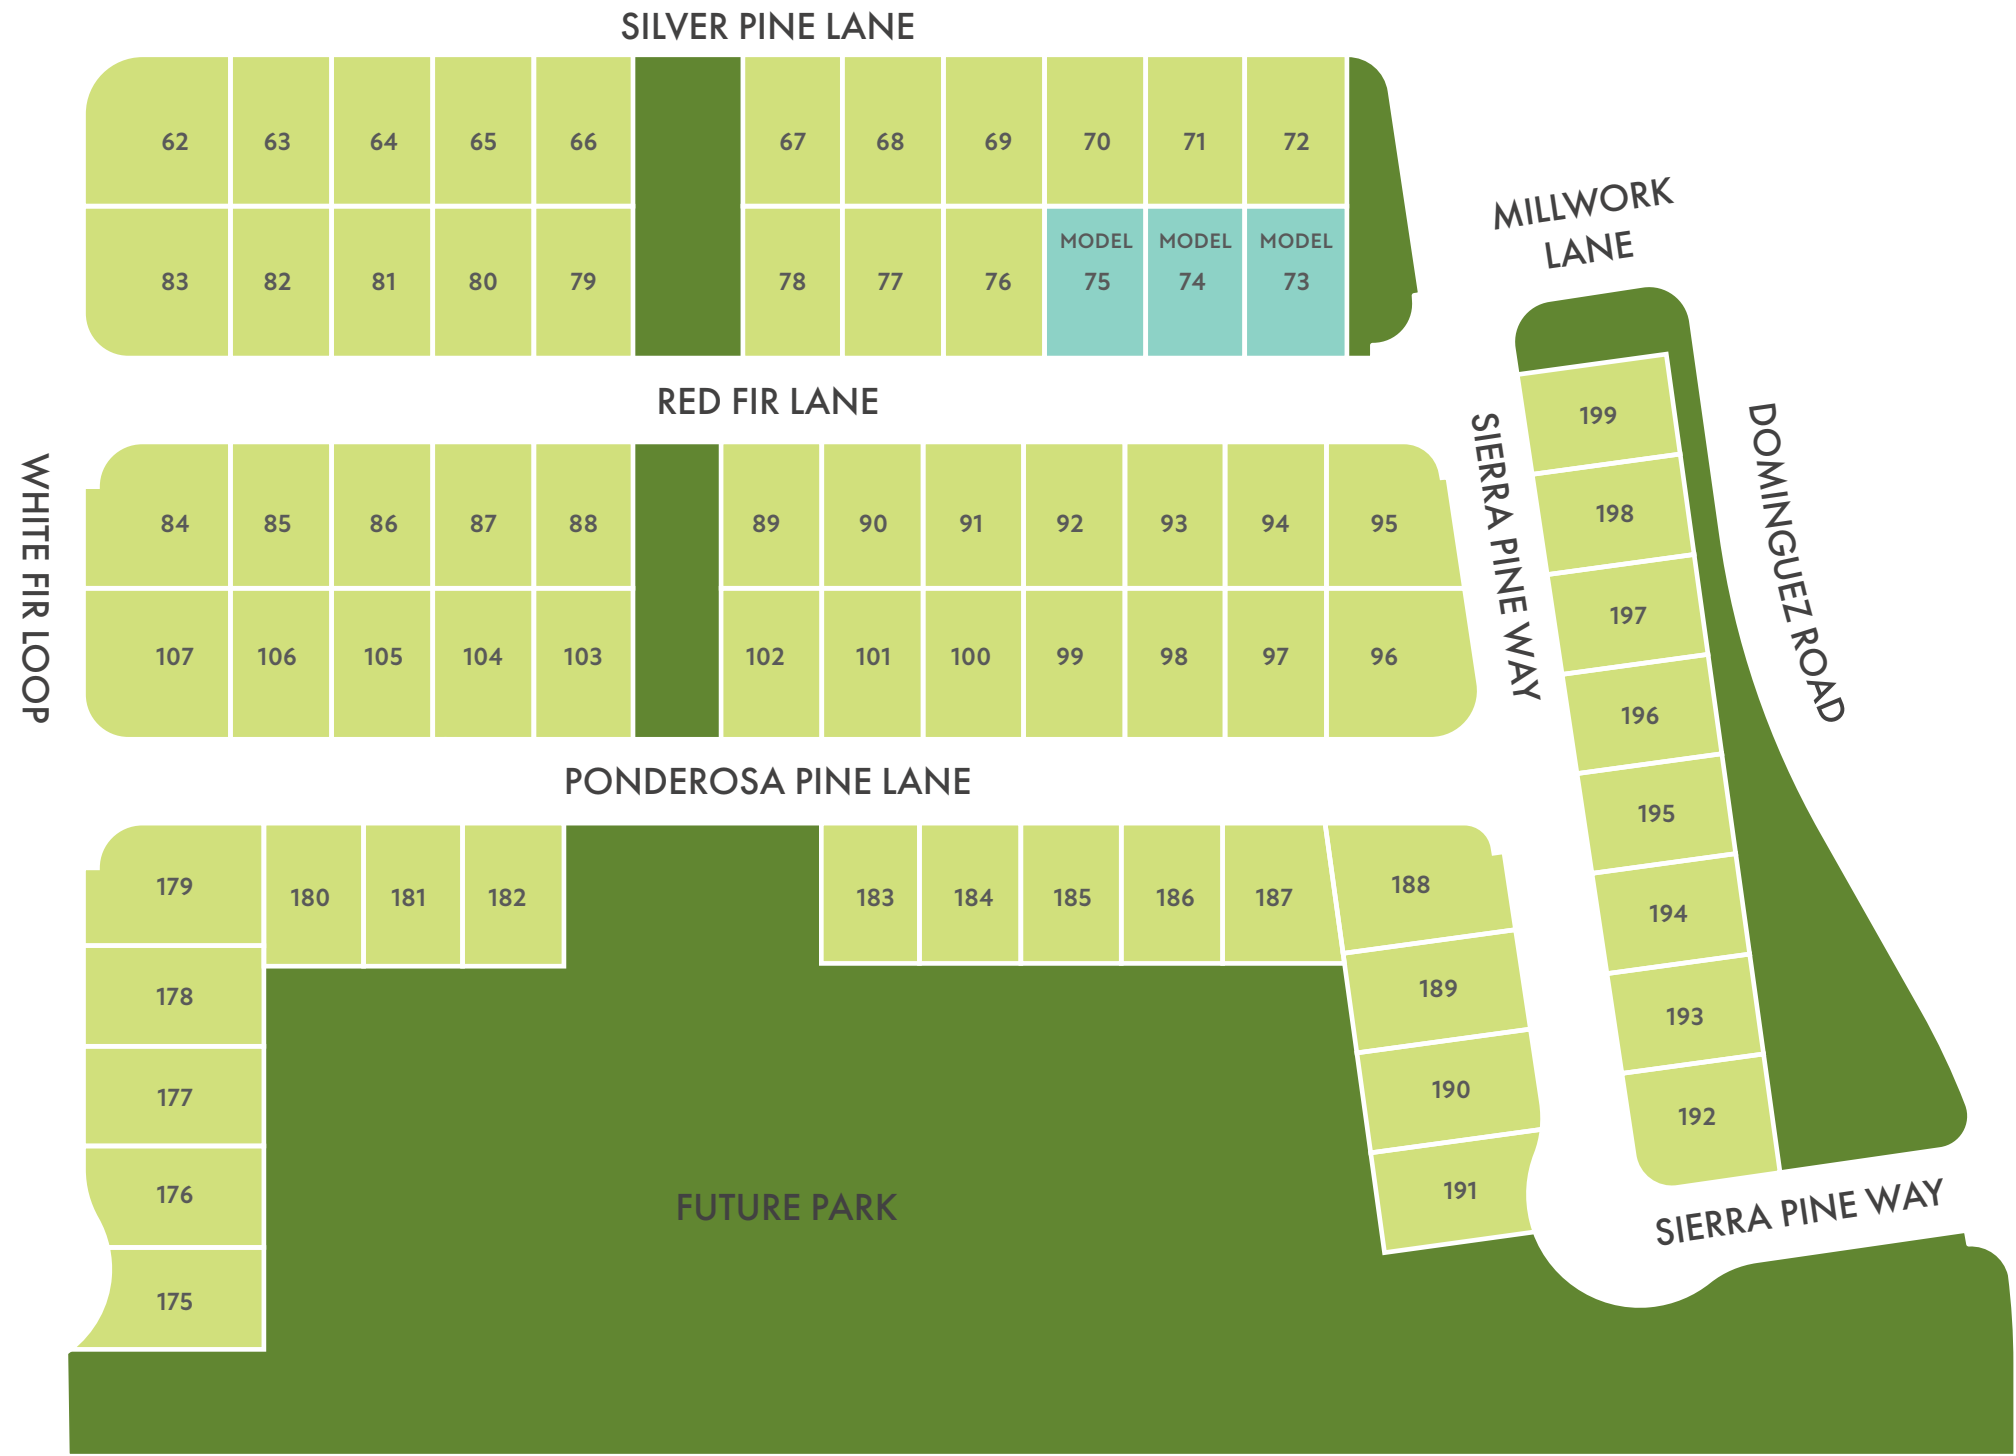 SILVER PINE LANE
62 63 64 65 66 67 68 69 70 71 72
MODEL MODEL MODEL
83 82 81 80 79 78 77 76 75 74 73
MILLWORK
LANE
RED FIR LANE
WHITE FIR LOOP
84 85 86 87 88 89 90 91 92 93 94 95
107 106 105 104 103 102 101 100 99 98 97 96
SIERRA PINE WAY
DOMINGUEZ ROAD
199
198
197
196
195
194
193
192
PONDEROSA PINE LANE
179 180 181 182 183 184 185 186 187 188
178
177
176
175
189
190
191
FUTURE PARK
SIERRA PINE WAY